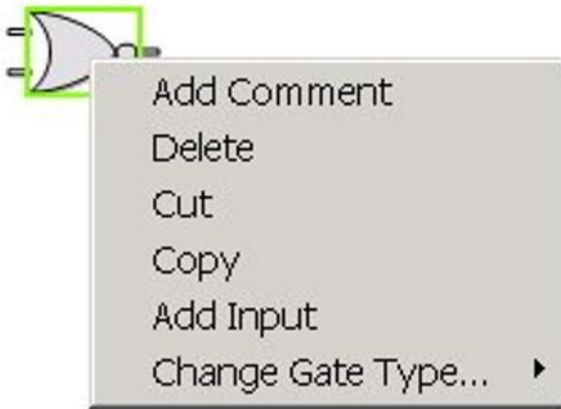 Add Comment
Delete
Cut
Copy
Add Input
Change Gate Type...